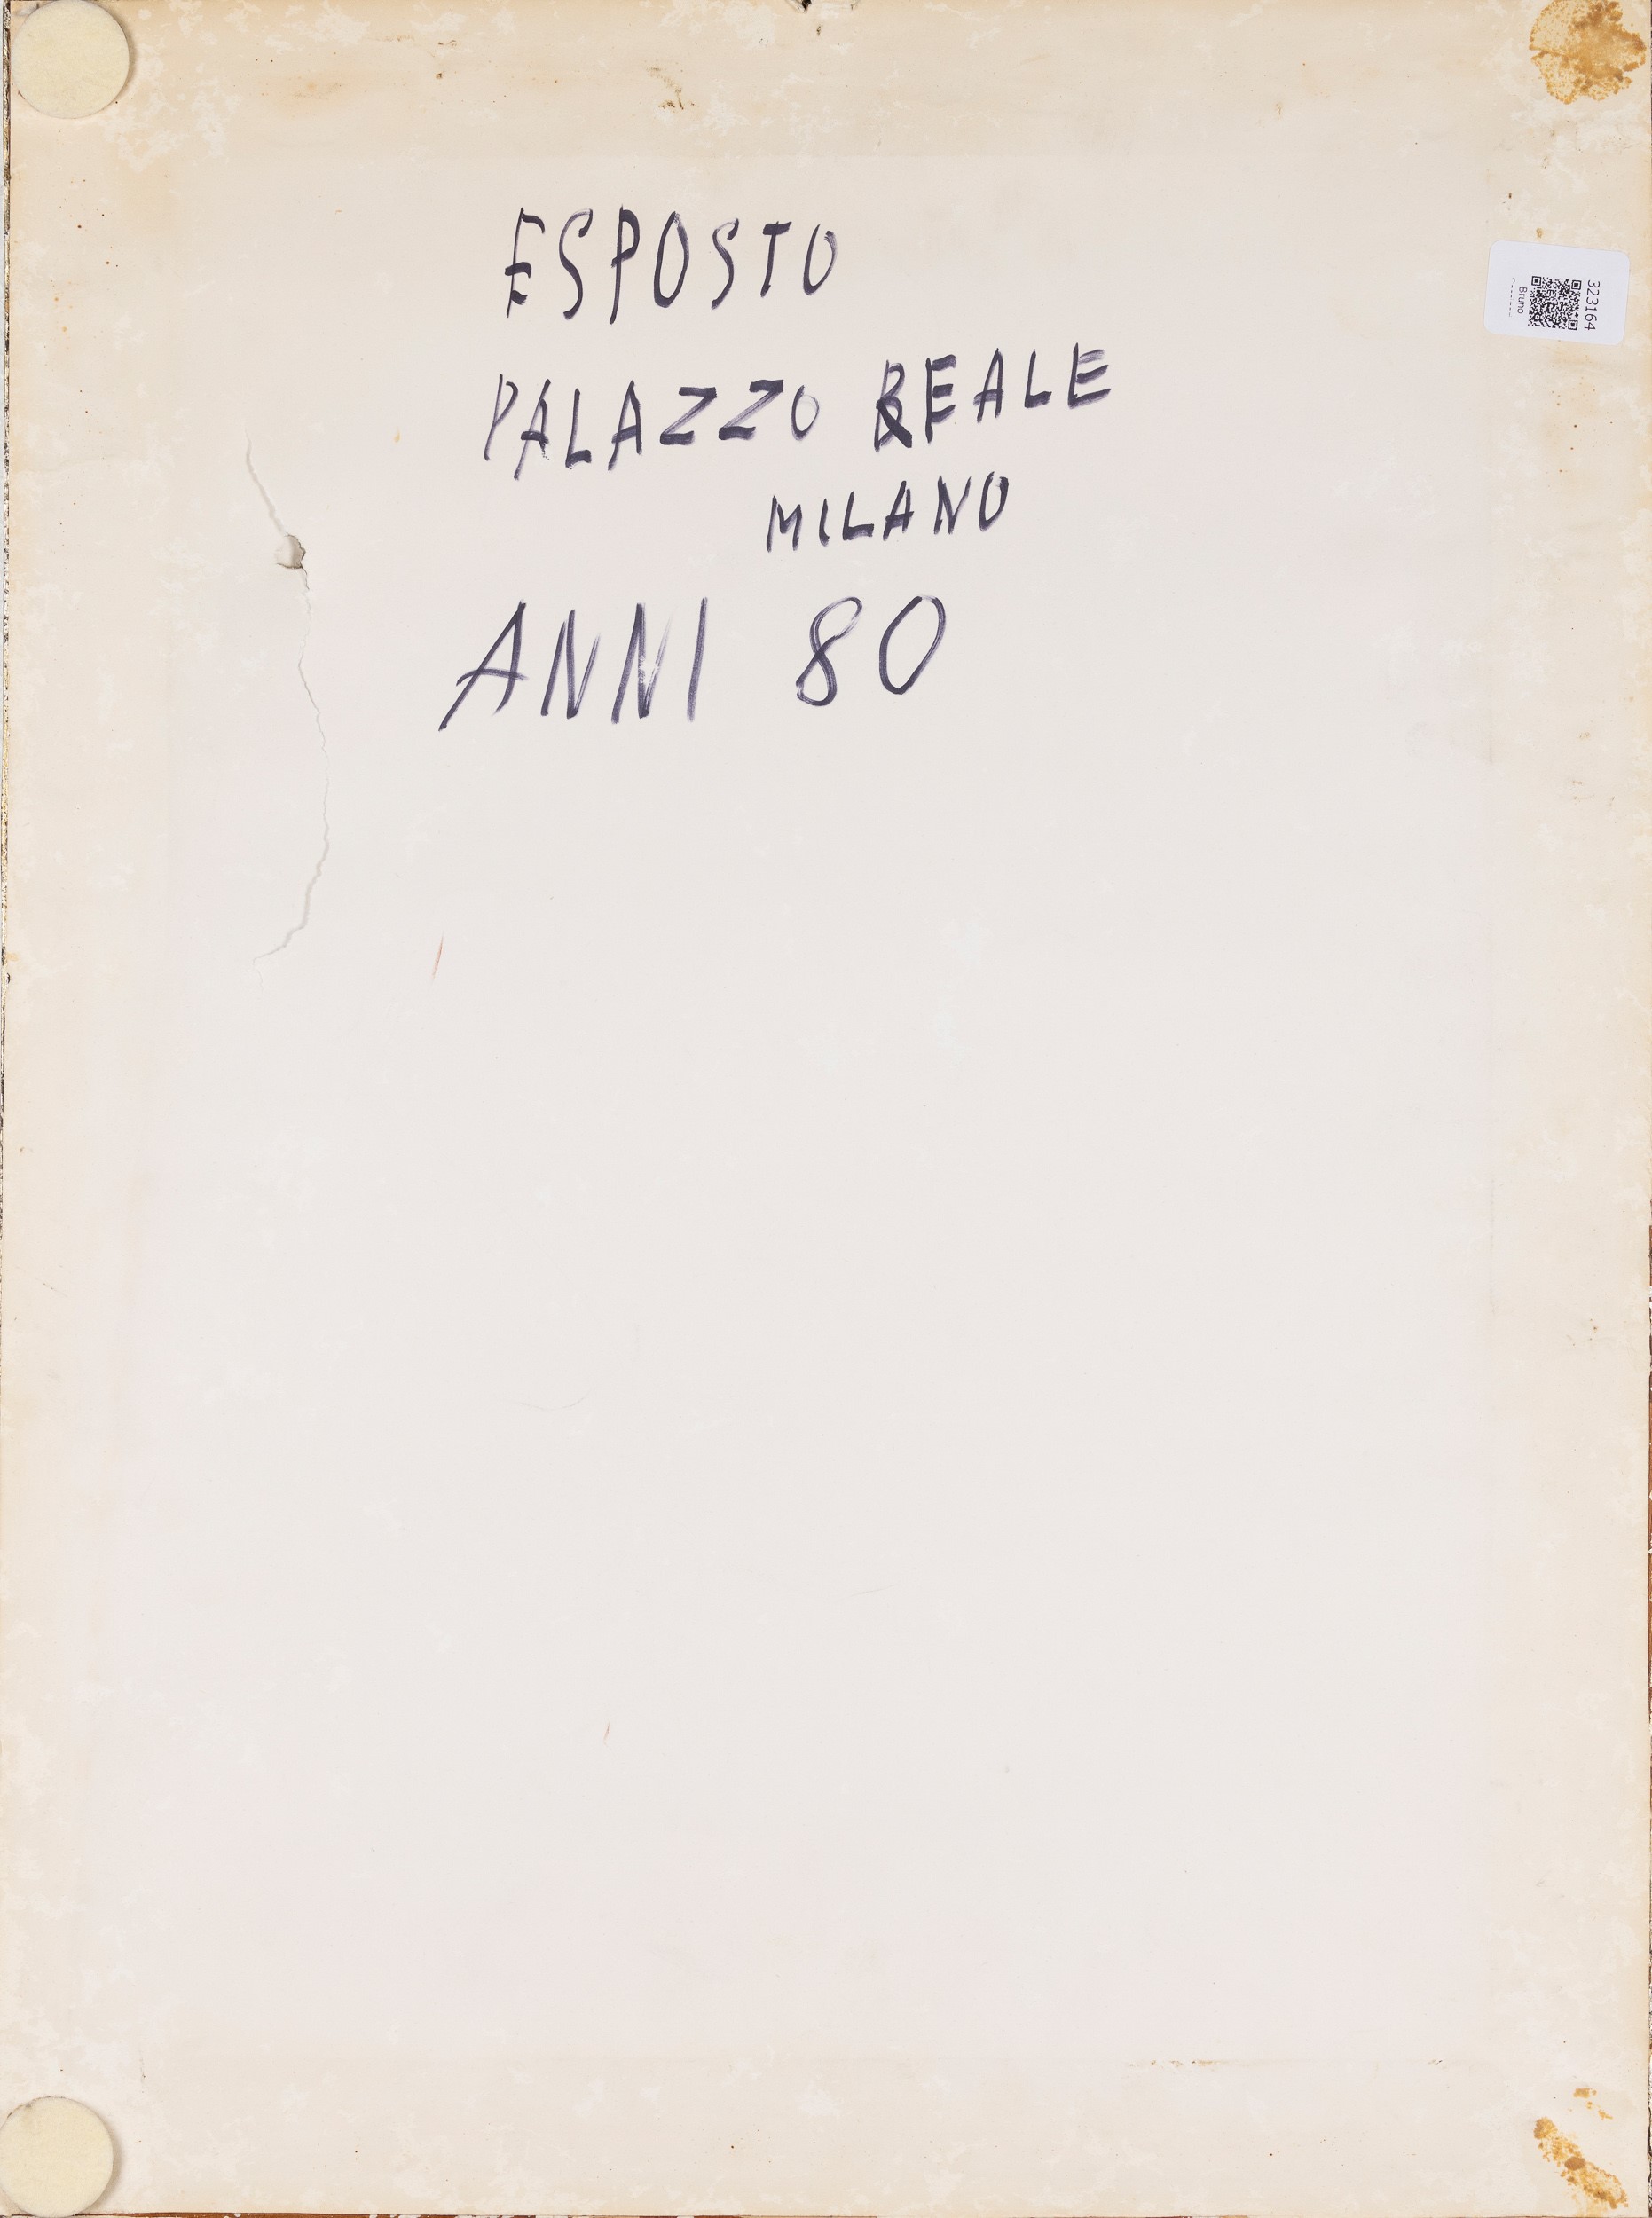 ESPOSTO
PALAZZO REALE
MILANO
ANNI 80
323164
Bruno